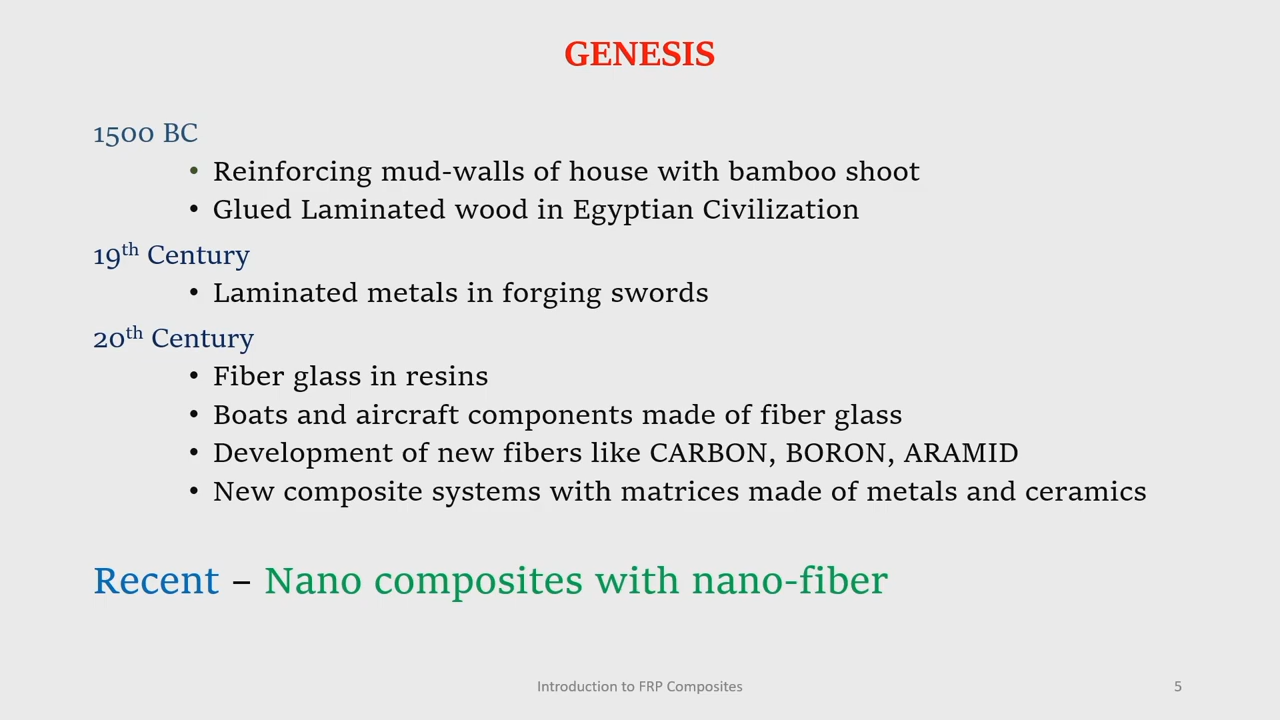 GENESIS
1500 BC
• Reinforcing mud-walls of house with bamboo shoot
• Glued Laminated wood in Egyptian Civilization
19th Century
• Laminated metals in forging swords
20th Century
• Fiber glass in resins
• Boats and aircraft components made of fiber glass
• Development of new fibers like CARBON, BORON, ARAMID
• New composite systems with matrices made of metals and ceramics
Recent – Nano composites with nano-fiber
Introduction to FRP Composites
5